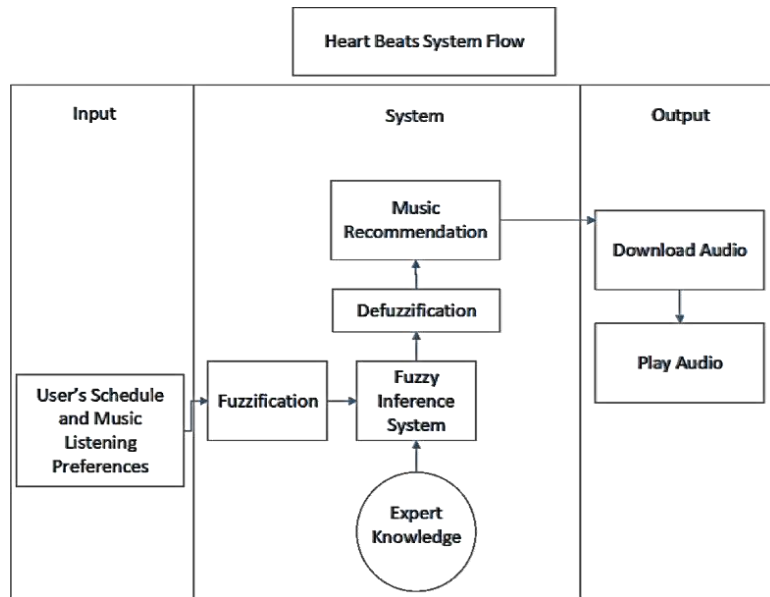 Heart Beats System Flow
Input
System
Output
Music
Recommendation
Download Audio
Defuzzification
Play Audio
User's Schedule
and Music
Listening
Preferences
Fuzzification
Fuzzy
Inference
System
Expert
Knowledge